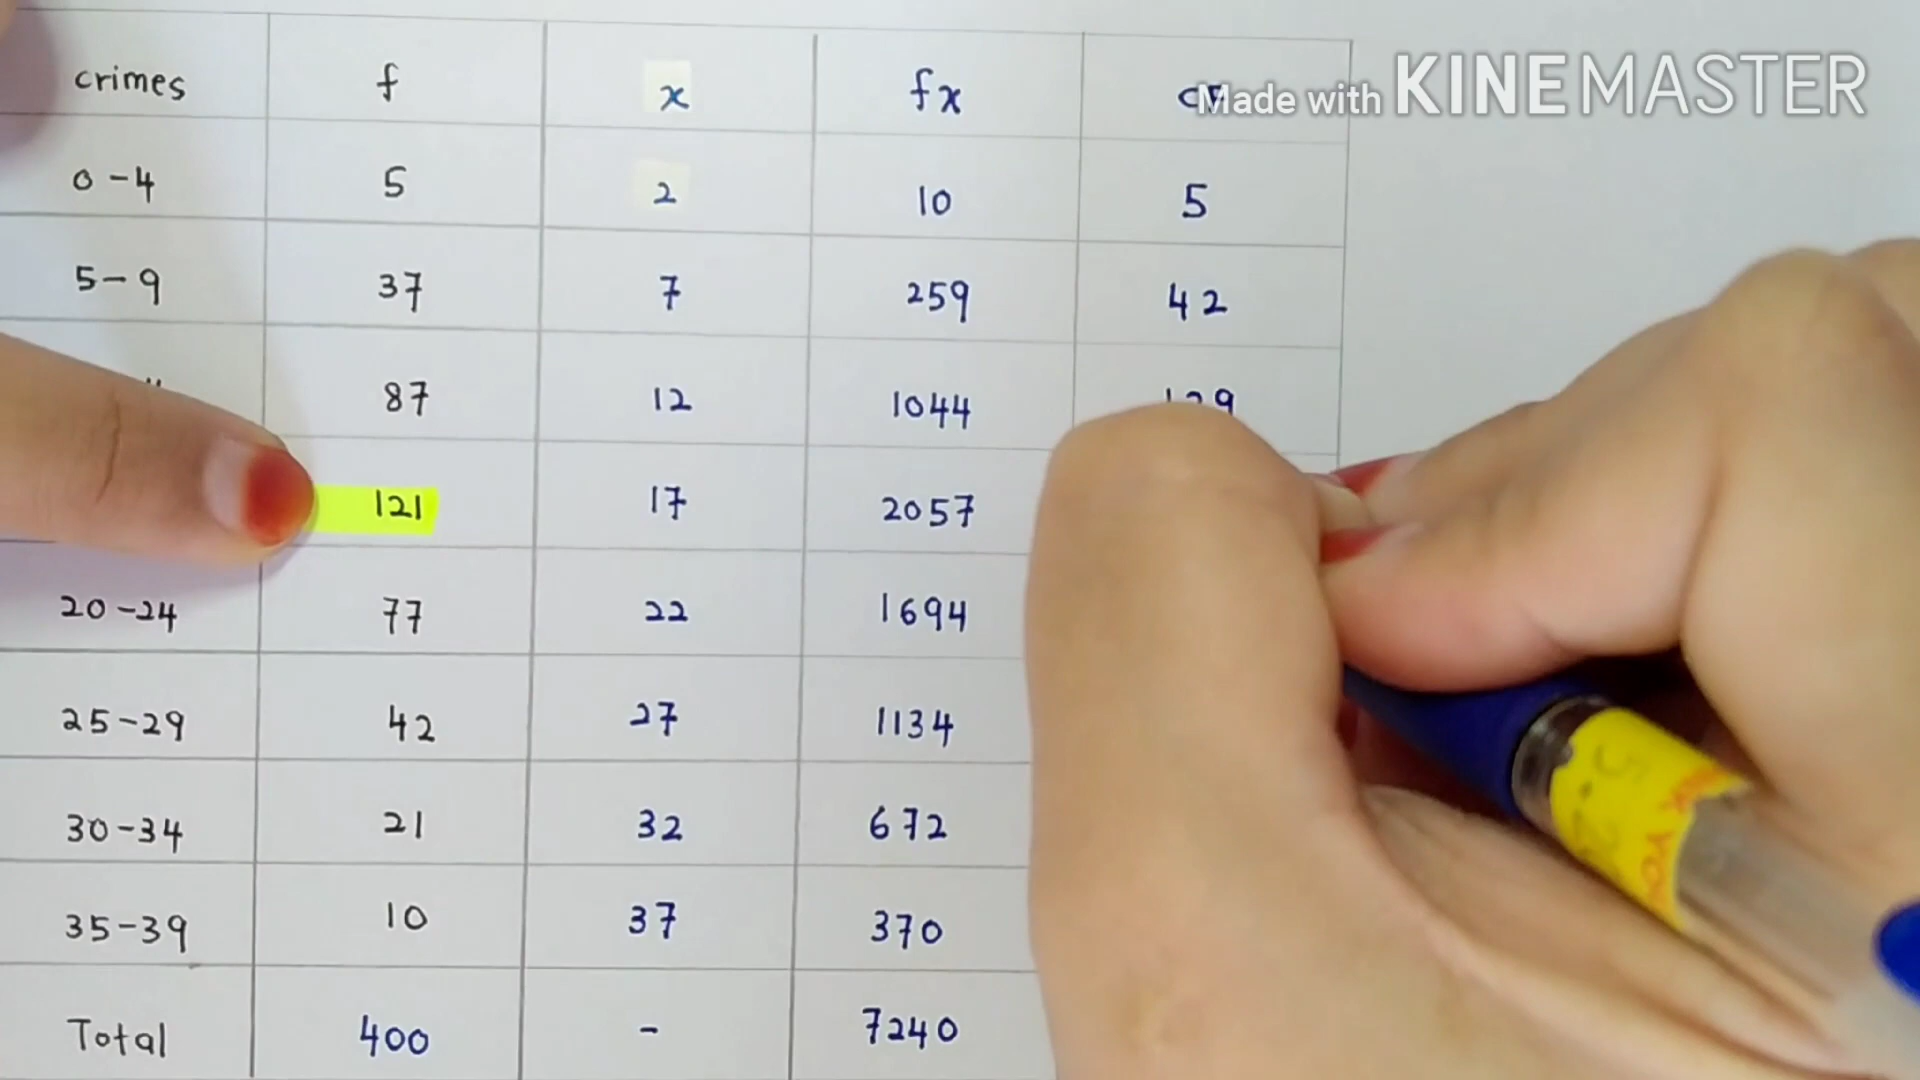 crimes f x fx
Made with KINEMASTER
0-4 5 2 10 5
5-9 37 7 259 42
87 12 1044 129
121 17 2057
20-24 77 22 1694
25-29 42 27 1134
30-34 21 32 672
35-39 10 37 370
Total 400 - 7240